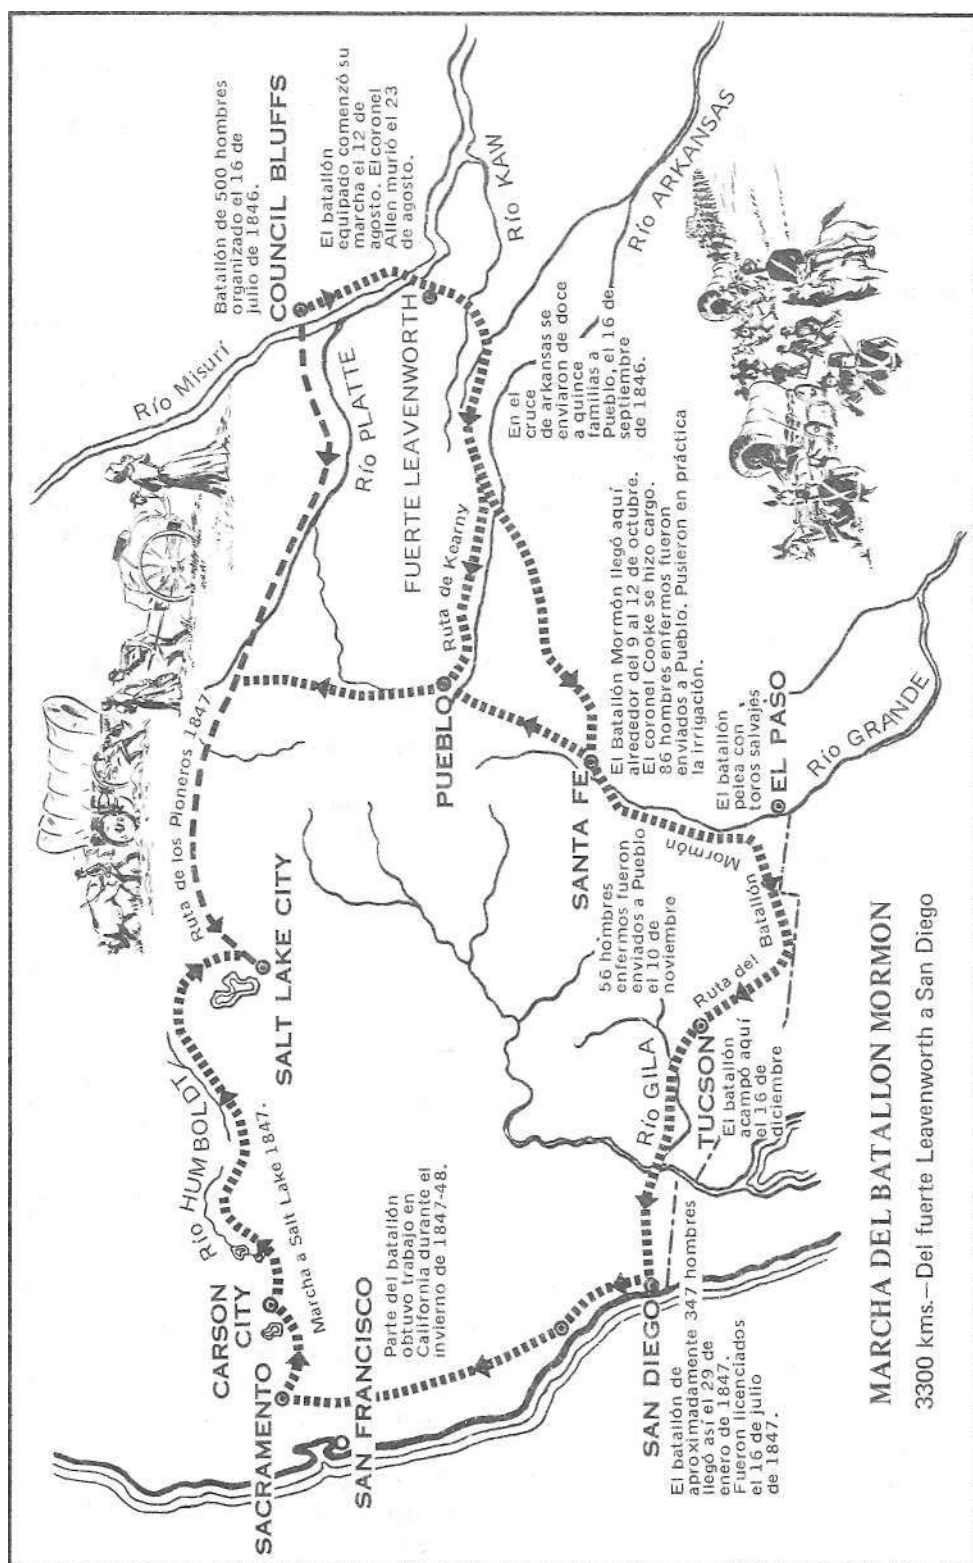 Batallón de 500 hombres
organizado el 16 de
julio de 1846.
COUNCIL BLUFFS
El batallón
equipado comenzó su
marcha el 12 de
agosto. El coronel
Allen murió el 23
de agosto.
Río Misurí
Río PLATTE
FUERTE LEAVENWORTH
Río KAW
Río ARKANSAS
En el
cruce
de arkansas se
enviaron de doce
a quince
familias a
Pueblo, el 16 de
septiembre
de 1846.
Ruta de Kearny
PUEBLO
Ruta de los Pioneros 1847
SALT LAKE CITY
Río HUMBOLDT
Marcha a Salt Lake 1847.
CARSON
CITY
SACRAMENTO
SAN FRANCISCO
Parte del batallón
obtuvo trabajo en
California durante el
invierno de 1847-48.
SANTA FE
El Batallón Mormón llegó aquí
alrededor del 9 al 12 de octubre.
El coronel Cooke se hizo cargo.
86 hombres enfermos fueron
enviados a Pueblo. Pusieron en práctica
la irrigación.
56 hombres
enfermos fueron
enviados a Pueblo
el 10 de
noviembre
El batallón
pelea con
toros salvajes
EL PASO
Río GRANDE
Ruta del Batallón Mormón
Río GILA
TUCSON
El batallón
acampó aquí
el 16 de
diciembre
SAN DIEGO
El batallón de
aproximadamente 347 hombres
llegó así el 29 de
enero de 1847.
Fueron licenciados
el 16 de julio
de 1847.
MARCHA DEL BATALLON MORMON
3300 kms.—Del fuerte Leavenworth a San Diego